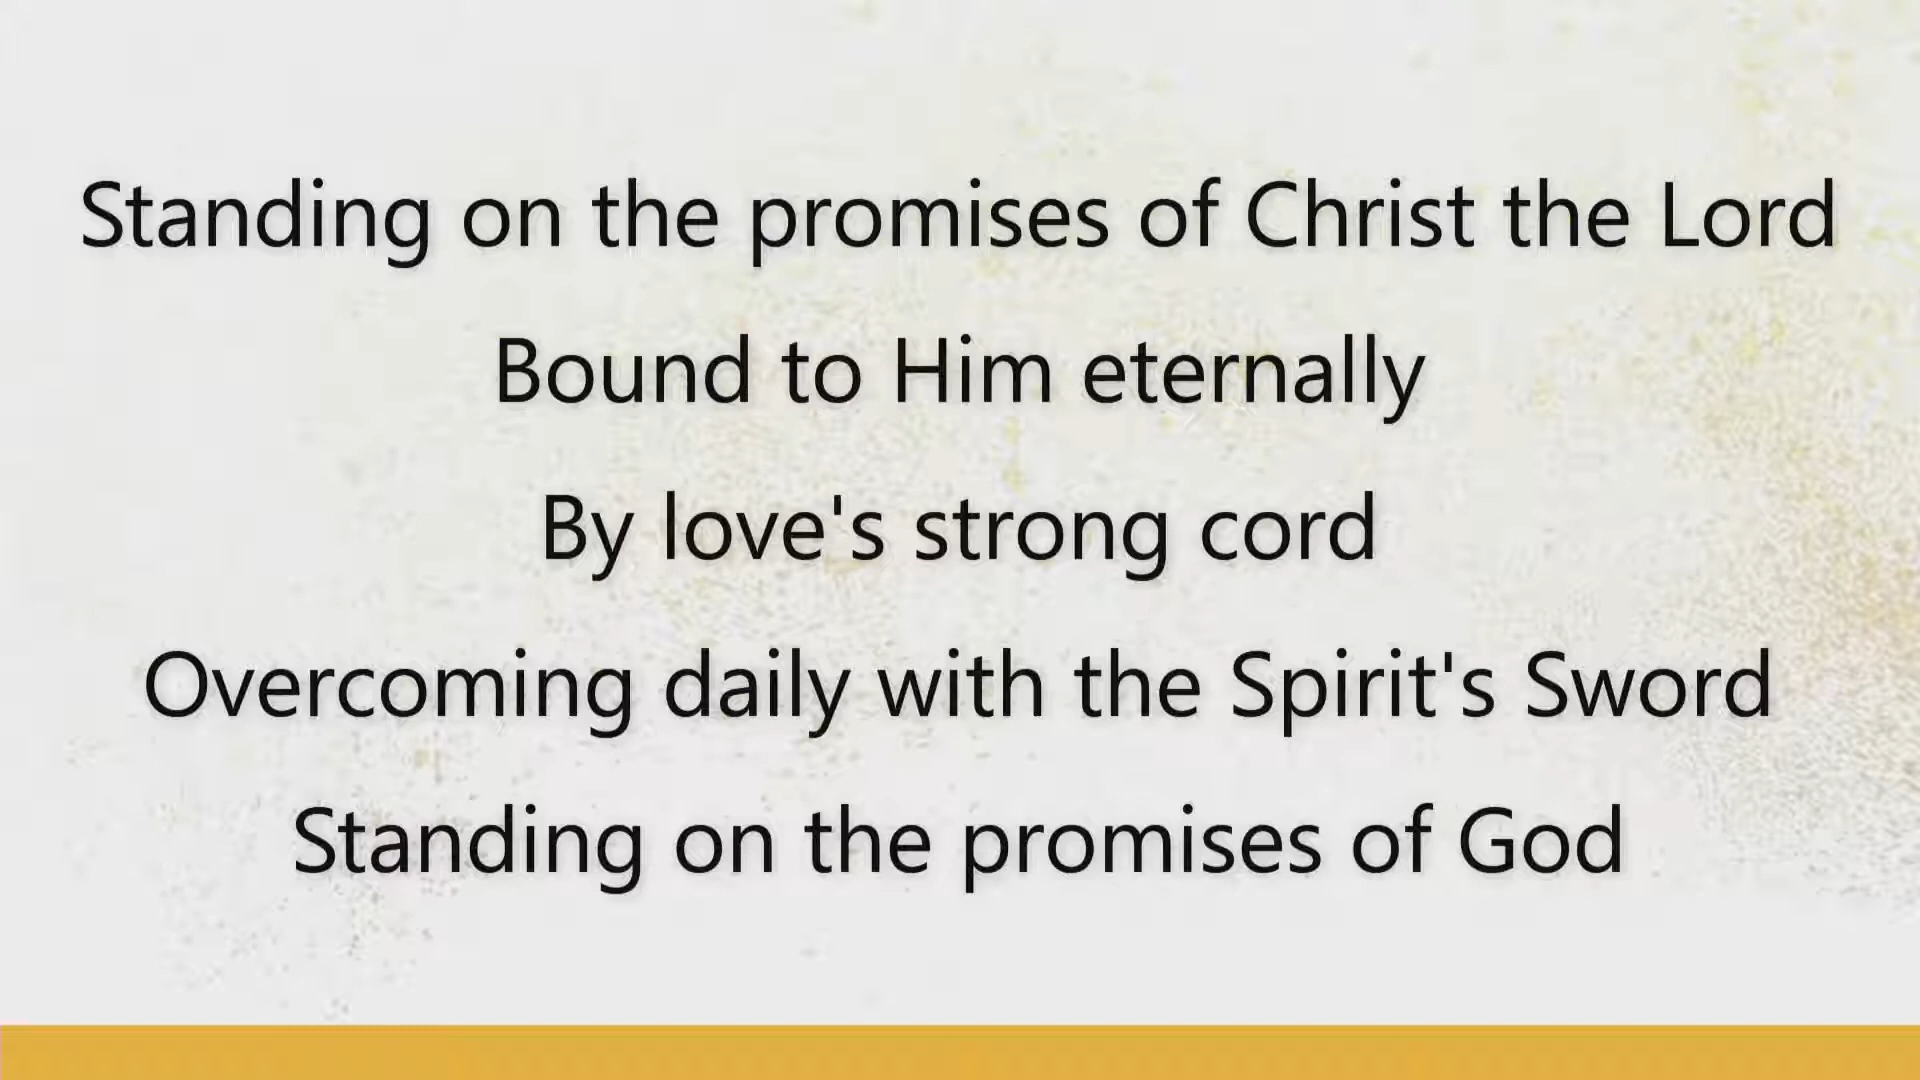 Standing on the promises of Christ the Lord
Bound to Him eternally
By love's strong cord
Overcoming daily with the Spirit's Sword
Standing on the promises of God